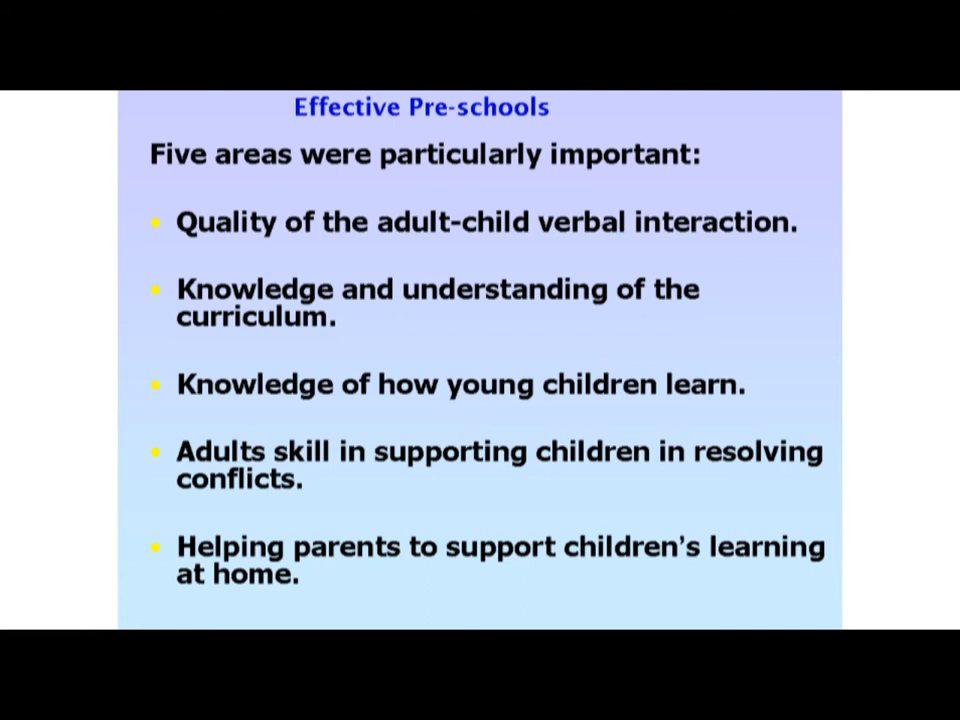 Effective Pre-schools
Five areas were particularly important:
• Quality of the adult-child verbal interaction.
• Knowledge and understanding of the
curriculum.
• Knowledge of how young children learn.
• Adults skill in supporting children in resolving
conflicts.
• Helping parents to support children’s learning
at home.